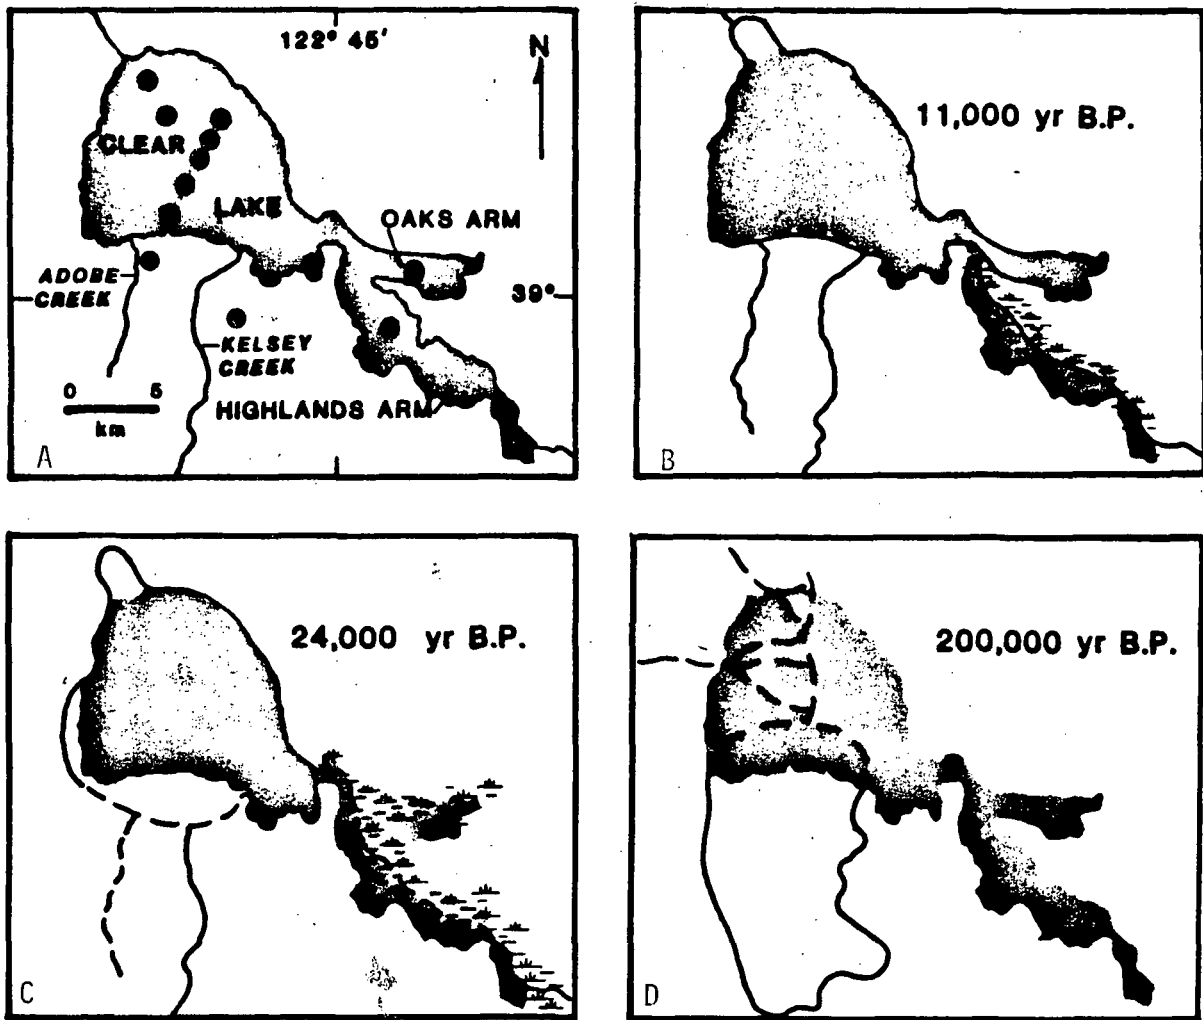 122° 45'
N
CLEAR
LAKE
OAKS ARM
ADOBE
CREEK
39°
KELSEY
CREEK
0 5
km
HIGHLANDS ARM
A
11,000 yr B.P.
B
24,000 yr B.P.
C
200,000 yr B.P.
D